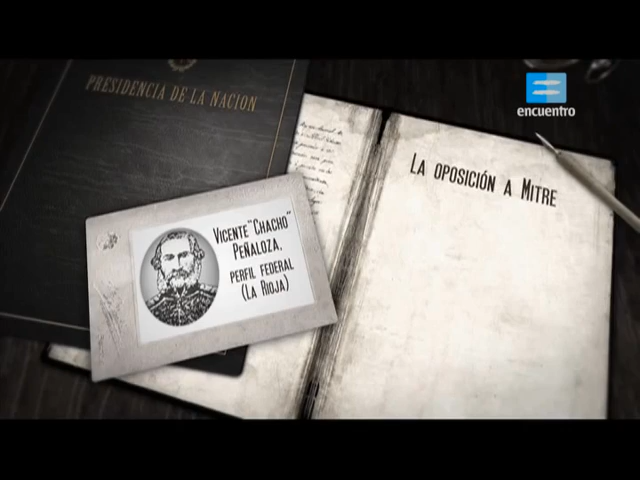 PRESIDENCIA DE LA NACION
encuentro
LA OPOSICIÓN A MITRE
VICENTE "CHACHO"
PEÑALOZA,
PERFIL FEDERAL
(LA RIOJA)